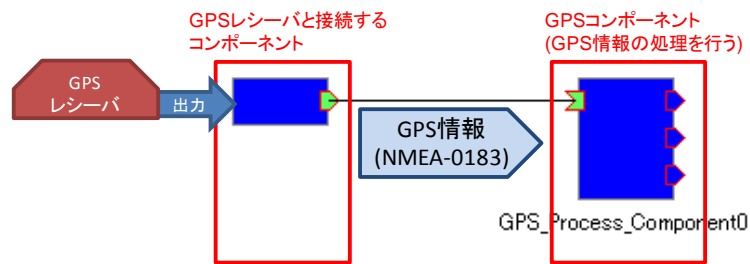 GPSレシーバと接続する
コンポーネント
GPSコンポーネント
(GPS情報の処理を行う)
GPS
レシーバ
出力
GPS情報
(NMEA-0183)
GPS_Process_Component0